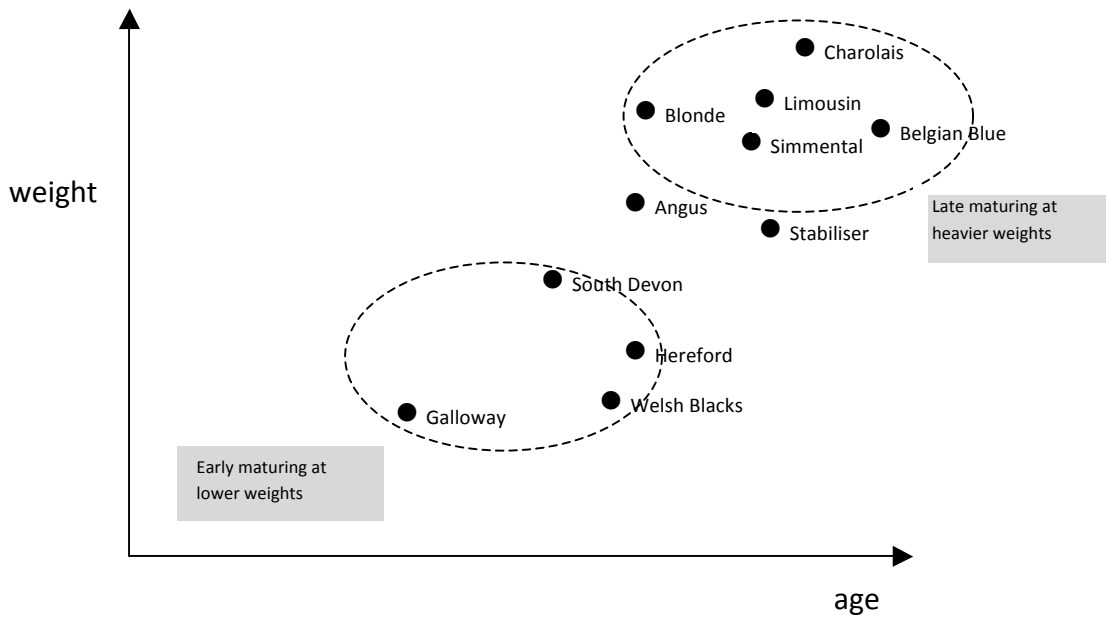 Charolais
Limousin
Blonde
Belgian Blue
Simmental
weight
Angus
Late maturing at
heavier weights
Stabiliser
South Devon
Hereford
Welsh Blacks
Galloway
Early maturing at
lower weights
age